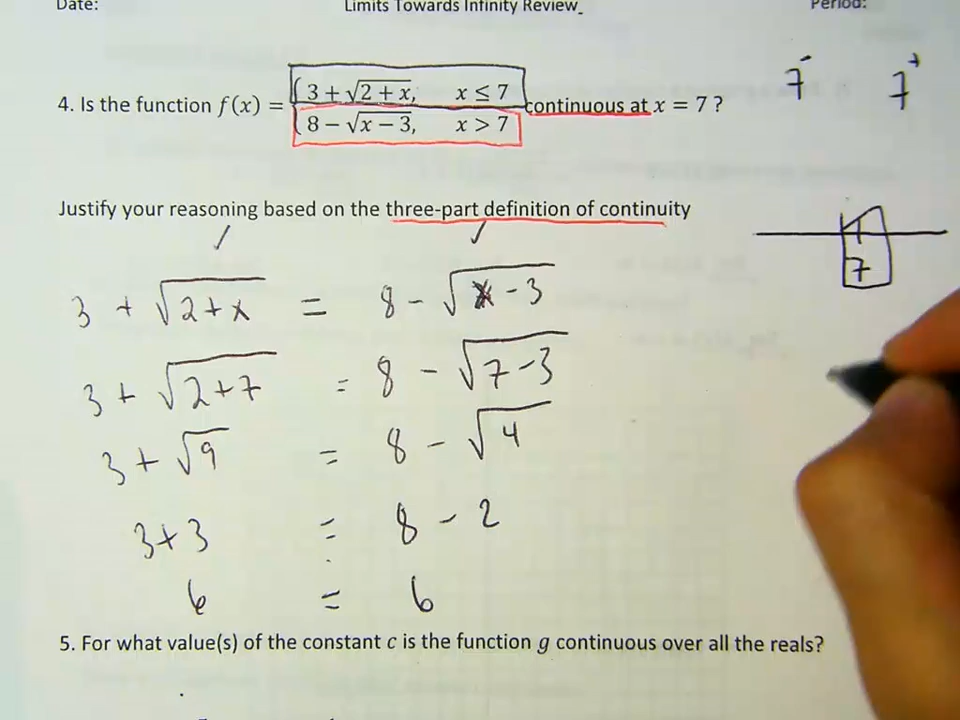 Date: Limits Towards Infinity Review_ Period:
7⁻ 7⁺
4. Is the function f(x) = { 3 + √2 + x, x ≤ 7
8 − √x − 3, x > 7 continuous at x = 7 ?
Justify your reasoning based on the three-part definition of continuity
✓ ✓
7
3 + √2+x = 8 - √x-3
3 + √2+7 = 8 - √7-3
3 + √9 = 8 - √4
3+3 = 8 - 2
6 = 6
5. For what value(s) of the constant c is the function g continuous over all the reals?